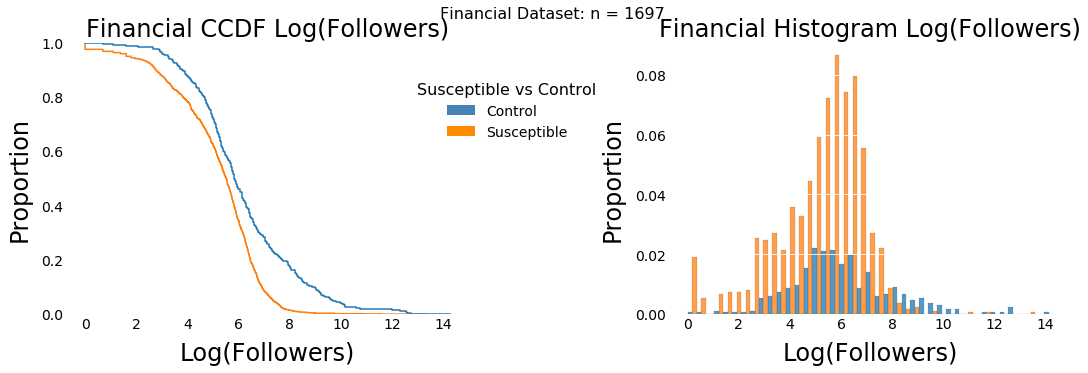 Financial Dataset: n = 1697
Financial CCDF Log(Followers)
Proportion
1.0
0.8
0.6
0.4
0.2
0.0
0 2 4 6 8 10 12 14
Log(Followers)
Susceptible vs Control
Control
Susceptible
Financial Histogram Log(Followers)
Proportion
0.08
0.06
0.04
0.02
0.00
0 2 4 6 8 10 12 14
Log(Followers)